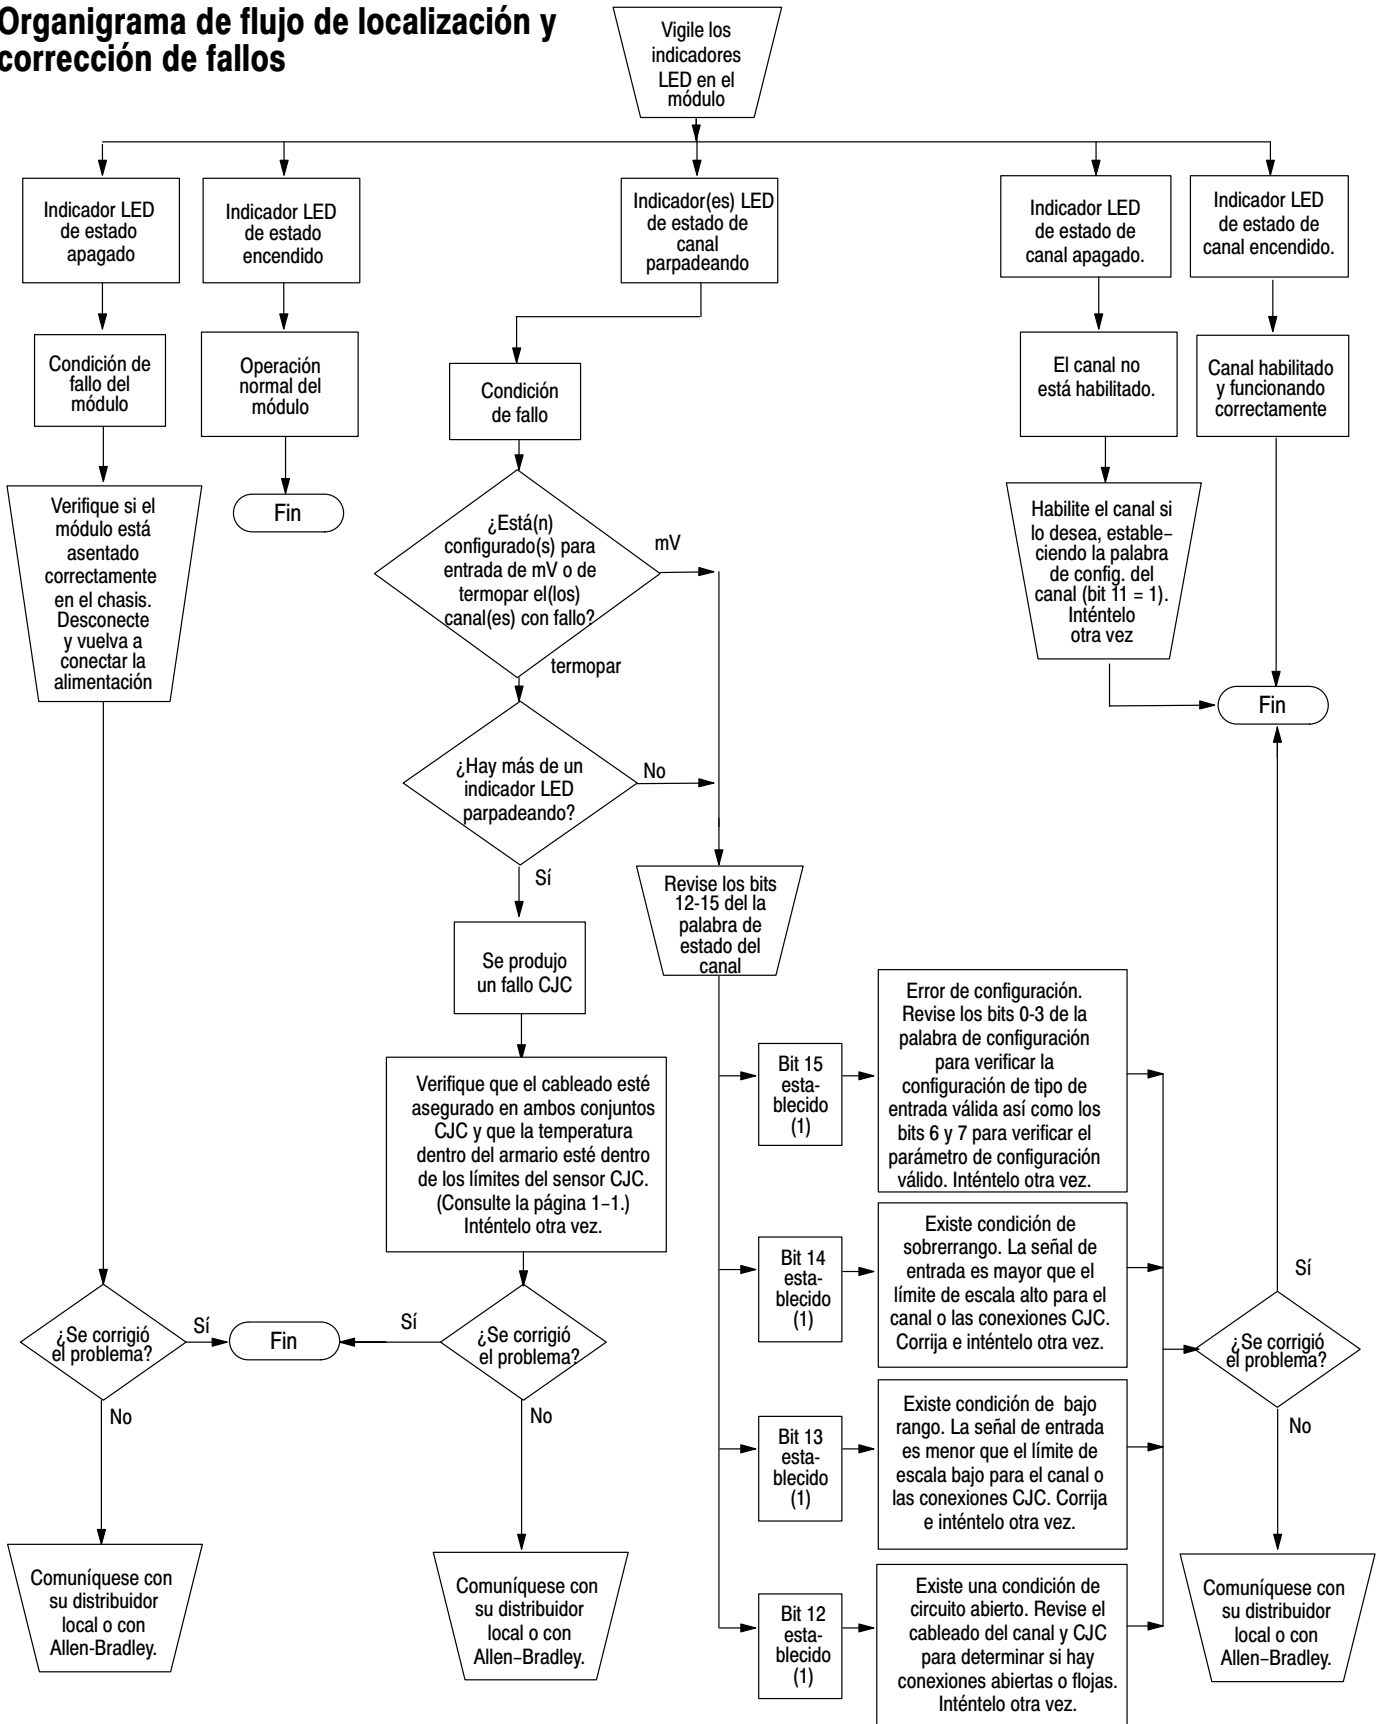 Organigrama de flujo de localización y
corrección de fallos
Vigile los
indicadores
LED en el
módulo
Indicador LED
de estado
apagado
Indicador LED
de estado
encendido
Indicador(es) LED
de estado de
canal
parpadeando
Indicador LED
de estado de
canal apagado.
Indicador LED
de estado de
canal encendido.
Condición de
fallo del
módulo
Operación
normal del
módulo
Condición
de fallo
El canal no
está habilitado.
Canal habilitado
y funcionando
correctamente
Verifique si el
módulo está
asentado
correctamente
en el chasis.
Desconecte
y vuelva a
conectar la
alimentación
Fin
¿Está(n)
configurado(s) para
entrada de mV o de
termopar el(los)
canal(es) con fallo?
mV
termopar
Habilite el canal si
lo desea, estable–
ciendo la palabra
de config. del
canal (bit 11 = 1).
Inténtelo
otra vez
Fin
¿Hay más de un
indicador LED
parpadeando?
No
Sí
Revise los bits
12-15 del la
palabra de
estado del
canal
Se produjo
un fallo CJC
Verifique que el cableado esté
asegurado en ambos conjuntos
CJC y que la temperatura
dentro del armario esté dentro
de los límites del sensor CJC.
(Consulte la página 1–1.)
Inténtelo otra vez.
Bit 15
esta-
blecido
(1)
Error de configuración.
Revise los bits 0-3 de la
palabra de configuración
para verificar la
configuración de tipo de
entrada válida así como los
bits 6 y 7 para verificar el
parámetro de configuración
válido. Inténtelo otra vez.
Bit 14
esta-
blecido
(1)
Existe condición de
sobrerrango. La señal de
entrada es mayor que el
límite de escala alto para el
canal o las conexiones CJC.
Corrija e inténtelo otra vez.
Bit 13
esta-
blecido
(1)
Existe condición de bajo
rango. La señal de entrada
es menor que el límite de
escala bajo para el canal o
las conexiones CJC. Corrija
e inténtelo otra vez.
Bit 12
esta-
blecido
(1)
Existe una condición de
circuito abierto. Revise el
cableado del canal y CJC
para determinar si hay
conexiones abiertas o flojas.
Inténtelo otra vez.
¿Se corrigió
el problema?
Sí
Fin
Sí
¿Se corrigió
el problema?
Sí
¿Se corrigió
el problema?
No
No
No
Comuníquese con
su distribuidor
local o con
Allen-Bradley.
Comuníquese con
su distribuidor
local o con
Allen–Bradley.
Comuníquese con
su distribuidor
local o con
Allen–Bradley.